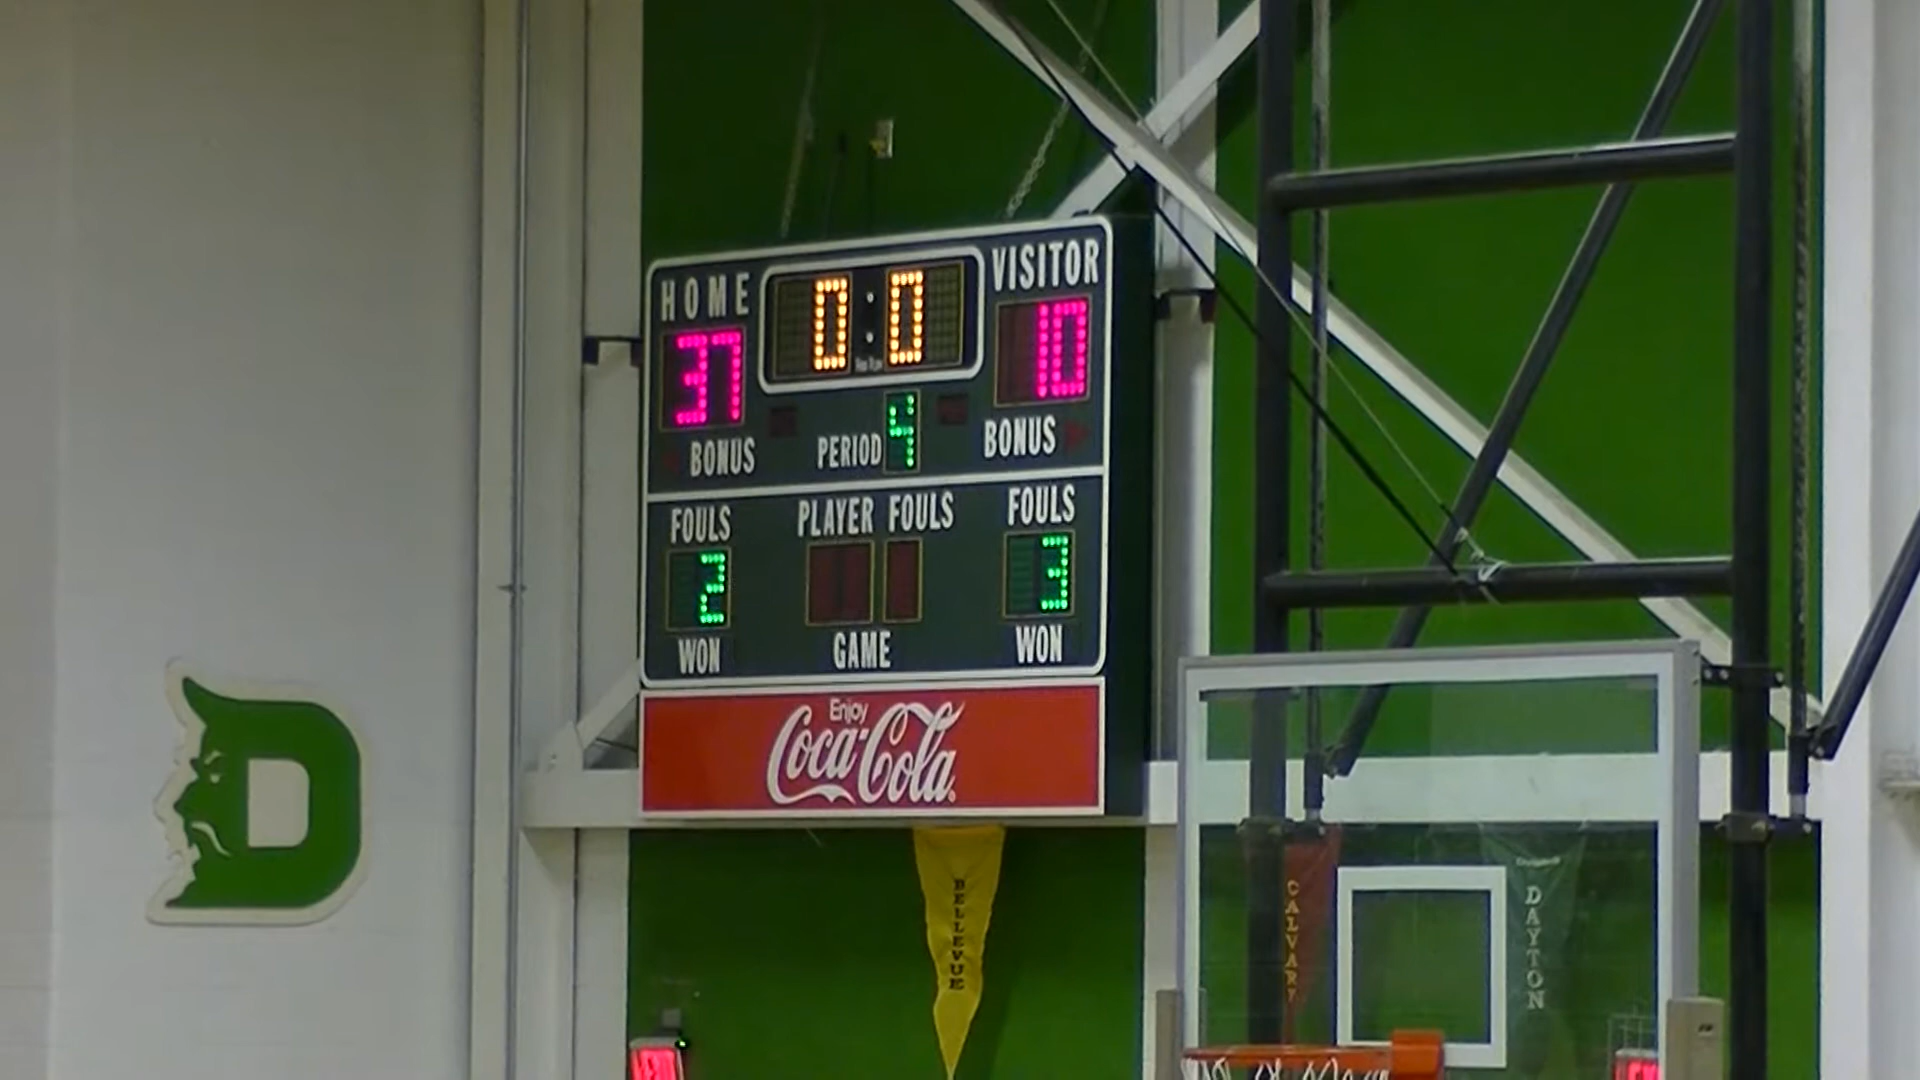 HOME
0:0
VISITOR
37
10
BONUS
PERIOD 4
BONUS
FOULS
PLAYER FOULS
FOULS
2
3
WON
GAME
WON
Enjoy
Coca-Cola
D
BELLEVUE
CALVARY
DAYTON